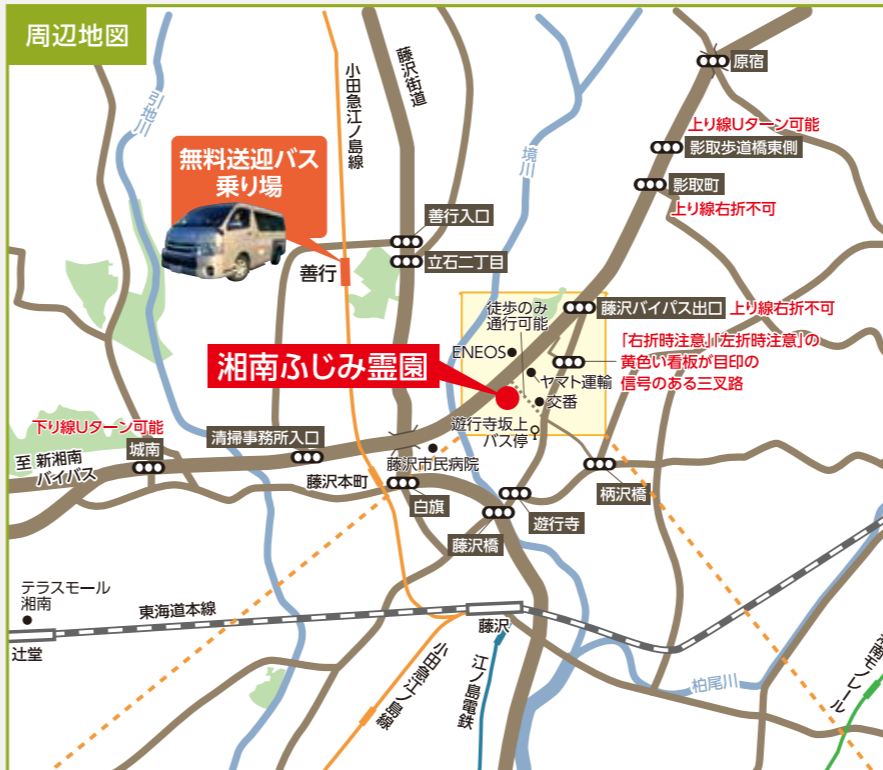 周辺地図
藤沢街道
小田急江ノ島線
引地川
境川
原宿
上り線Uターン可能
影取歩道橋東側
影取町
上り線右折不可
無料送迎バス
乗り場
善行入口
立石二丁目
善行
徒歩のみ
通行可能
藤沢バイパス出口
上り線右折不可
ENEOS
「右折時注意」「左折時注意」の
黄色い看板が目印の
信号のある三叉路
湘南ふじみ霊園
ヤマト運輸
交番
遊行寺坂上
バス停
下り線Uターン可能
城南
清掃事務所入口
至 新湘南
バイパス
藤沢市民病院
藤沢本町
白旗
柄沢橋
遊行寺
藤沢橋
テラスモール
湘南
東海道本線
辻堂
藤沢
小田急江ノ島線
江ノ島電鉄
柏尾川
南モノレール